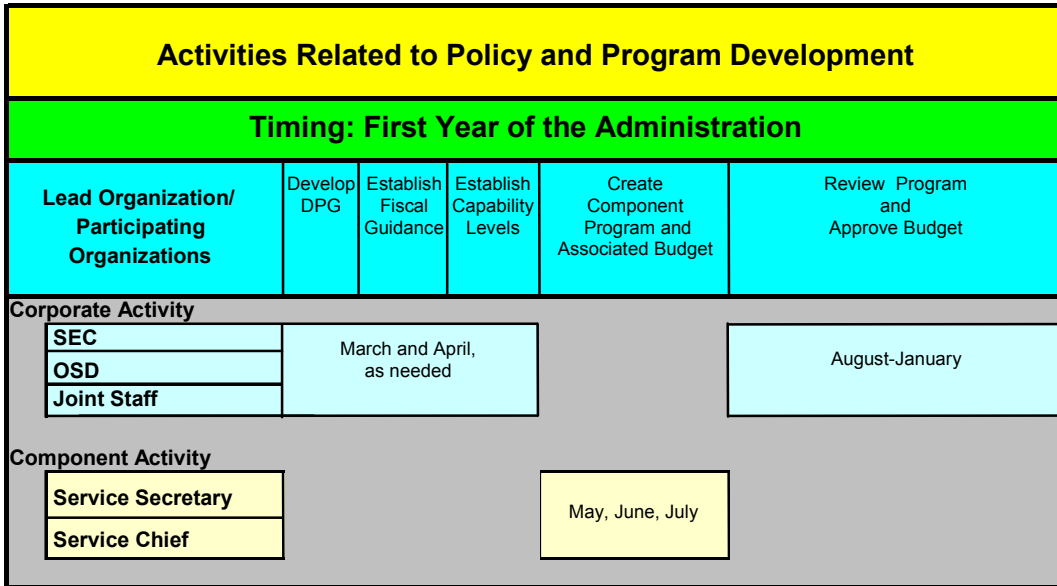 Activities Related to Policy and Program Development
Timing: First Year of the Administration
Lead Organization/
Participating
Organizations
Develop
DPG
Establish
Fiscal
Guidance
Establish
Capability
Levels
Create
Component
Program and
Associated Budget
Review Program
and
Approve Budget
Corporate Activity
SEC
OSD
Joint Staff
March and April,
as needed
August-January
Component Activity
Service Secretary
Service Chief
May, June, July